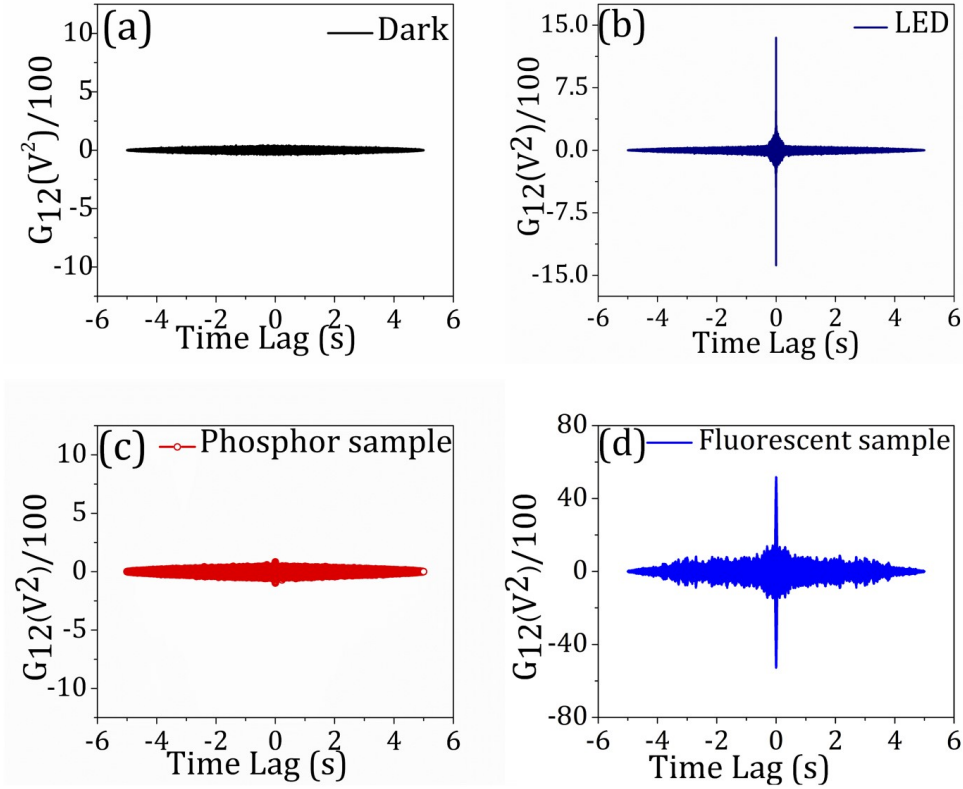 (a) Dark
G12(V2)/100
10
5
0
-5
-10
-6 -4 -2 0 2 4 6
Time Lag (s)
(b) LED
G12(V2)/100
15.0
7.5
0.0
-7.5
-15.0
-6 -4 -2 0 2 4 6
Time Lag (s)
(c) Phosphor sample
G12(V2)/100
10
5
0
-5
-10
-6 -4 -2 0 2 4 6
Time Lag (s)
(d) Fluorescent sample
G12(V2)/100
80
40
0
-40
-80
-6 -4 -2 0 2 4 6
Time Lag (s)